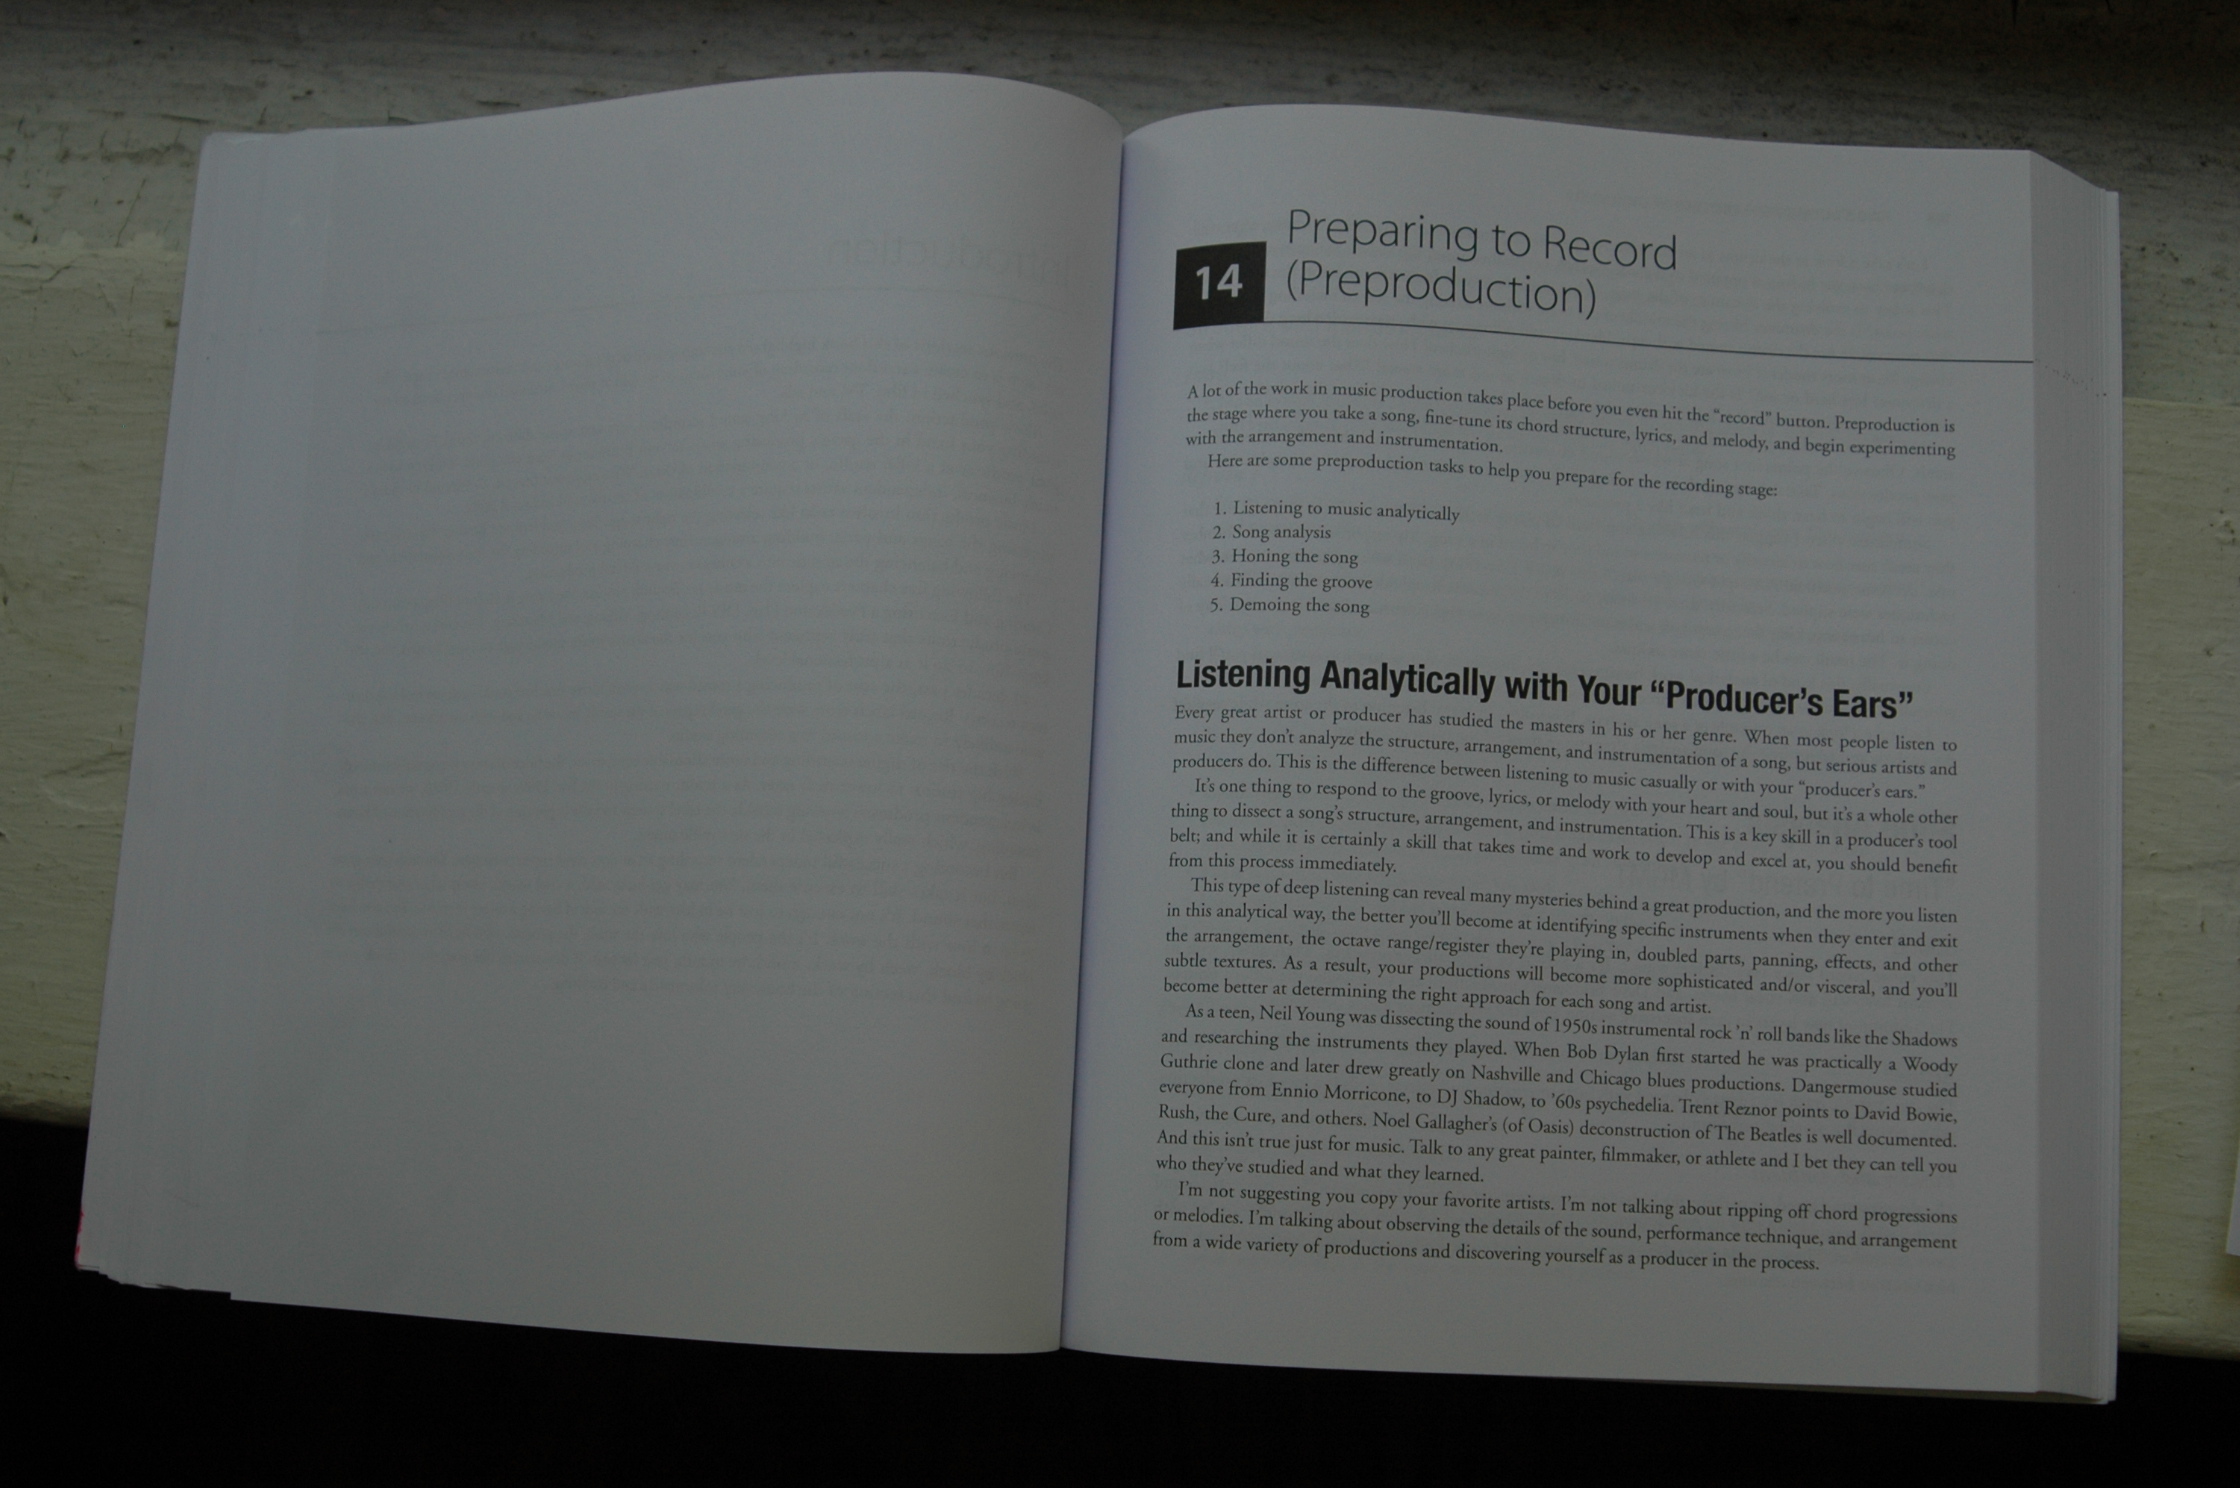 14
Preparing to Record
(Preproduction)
A lot of the work in music production takes place before you even hit the “record” button. Preproduction is
the stage where you take a song, fine-tune its chord structure, lyrics, and melody, and begin experimenting
with the arrangement and instrumentation.
Here are some preproduction tasks to help you prepare for the recording stage:
1. Listening to music analytically
2. Song analysis
3. Honing the song
4. Finding the groove
5. Demoing the song
Listening Analytically with Your “Producer’s Ears”
Every great artist or producer has studied the masters in his or her genre. When most people listen to
music they don’t analyze the structure, arrangement, and instrumentation of a song, but serious artists and
producers do. This is the difference between listening to music casually or with your “producer’s ears.”
It’s one thing to respond to the groove, lyrics, or melody with your heart and soul, but it’s a whole other
thing to dissect a song’s structure, arrangement, and instrumentation. This is a key skill in a producer’s tool
belt; and while it is certainly a skill that takes time and work to develop and excel at, you should benefit
from this process immediately.
This type of deep listening can reveal many mysteries behind a great production, and the more you listen
in this analytical way, the better you’ll become at identifying specific instruments when they enter and exit
the arrangement, the octave range/register they’re playing in, doubled parts, panning, effects, and other
subtle textures. As a result, your productions will become more sophisticated and/or visceral, and you’ll
become better at determining the right approach for each song and artist.
As a teen, Neil Young was dissecting the sound of 1950s instrumental rock ’n’ roll bands like the Shadows
and researching the instruments they played. When Bob Dylan first started he was practically a Woody
Guthrie clone and later drew greatly on Nashville and Chicago blues productions. Dangermouse studied
everyone from Ennio Morricone, to DJ Shadow, to ’60s psychedelia. Trent Reznor points to David Bowie,
Rush, the Cure, and others. Noel Gallagher’s (of Oasis) deconstruction of The Beatles is well documented.
And this isn’t true just for music. Talk to any great painter, filmmaker, or athlete and I bet they can tell you
who they’ve studied and what they learned.
I’m not suggesting you copy your favorite artists. I’m not talking about ripping off chord progressions
or melodies. I’m talking about observing the details of the sound, performance technique, and arrangement
from a wide variety of productions and discovering yourself as a producer in the process.